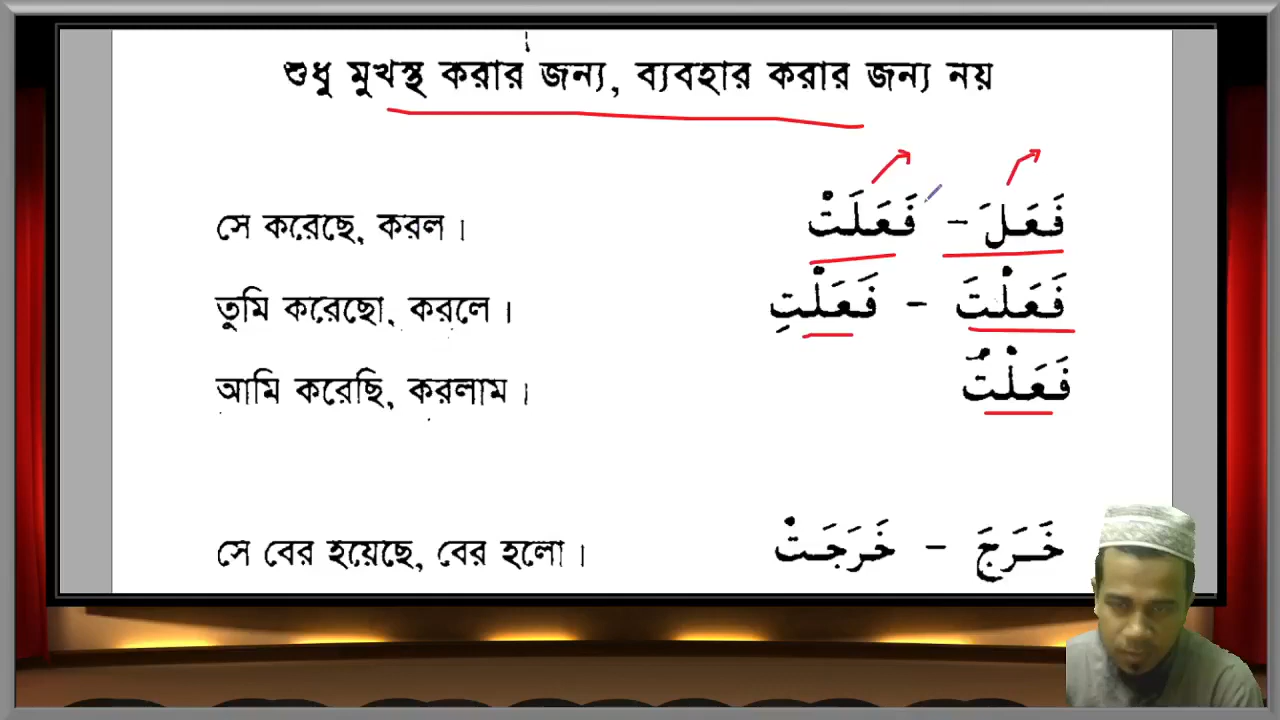 শুধু মুখস্থ করার জন্য, ব্যবহার করার জন্য নয়
সে করেছে, করল। فَعَلَ - فَعَلَتْ
তুমি করেছো, করলে। فَعَلْتَ - فَعَلْتِ
আমি করেছি, করলাম। فَعَلْتُ
সে বের হয়েছে, বের হলো। خَرَجَ - خَرَجَتْ